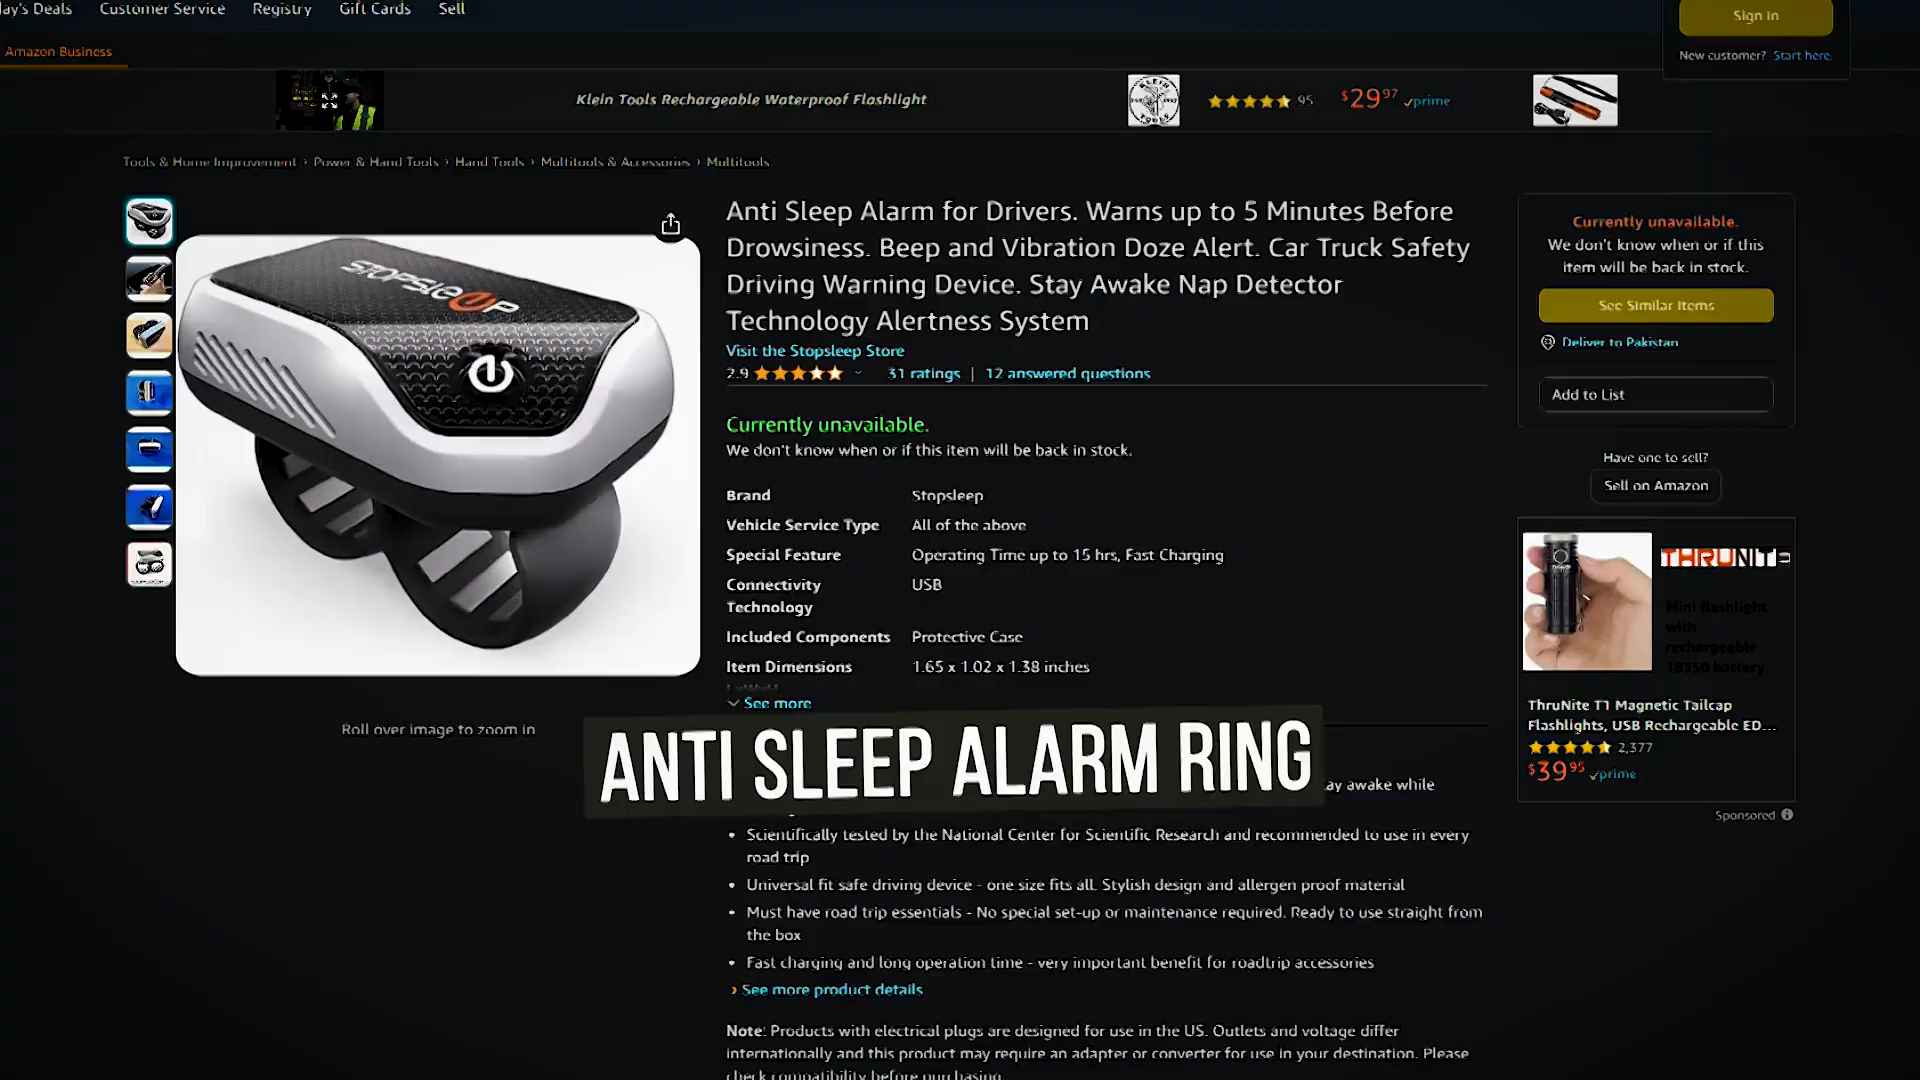 ay's Deals Customer Service Registry Gift Cards Sell
Sign in
New customer? Start here.
Amazon Business
Klein Tools Rechargeable Waterproof Flashlight
KLEIN TOOLS
95 $29 97 prime
Tools & Home Improvement › Power & Hand Tools › Hand Tools › Multitools & Accessories › Multitools
STOPSLEEP
Roll over image to zoom in
Anti Sleep Alarm for Drivers. Warns up to 5 Minutes Before
Drowsiness. Beep and Vibration Doze Alert. Car Truck Safety
Driving Warning Device. Stay Awake Nap Detector
Technology Alertness System
Visit the Stopsleep Store
2.9 31 ratings | 12 answered questions
Currently unavailable.
We don't know when or if this item will be back in stock.
Brand Stopsleep
Vehicle Service Type All of the above
Special Feature Operating Time up to 15 hrs, Fast Charging
Connectivity
Technology USB
Included Components Protective Case
Item Dimensions 1.65 x 1.02 x 1.38 inches
See more
ANTI SLEEP ALARM RING
ay awake while
• Scientifically tested by the National Center for Scientific Research and recommended to use in every
road trip
• Universal fit safe driving device - one size fits all. Stylish design and allergen proof material
• Must have road trip essentials - No special set-up or maintenance required. Ready to use straight from
the box
• Fast charging and long operation time - very important benefit for roadtrip accessories
› See more product details
Note: Products with electrical plugs are designed for use in the US. Outlets and voltage differ
internationally and this product may require an adapter or converter for use in your destination. Please
check compatibility before purchasing.
Currently unavailable.
We don't know when or if this
item will be back in stock.
See Similar Items
Deliver to Pakistan
Add to List
Have one to sell?
Sell on Amazon
THRUNITE
Mini flashlight
with
rechargeable
18350 battery
ThruNite T1 Magnetic Tailcap
Flashlights, USB Rechargeable ED...
2,377
$39 95 prime
Sponsored